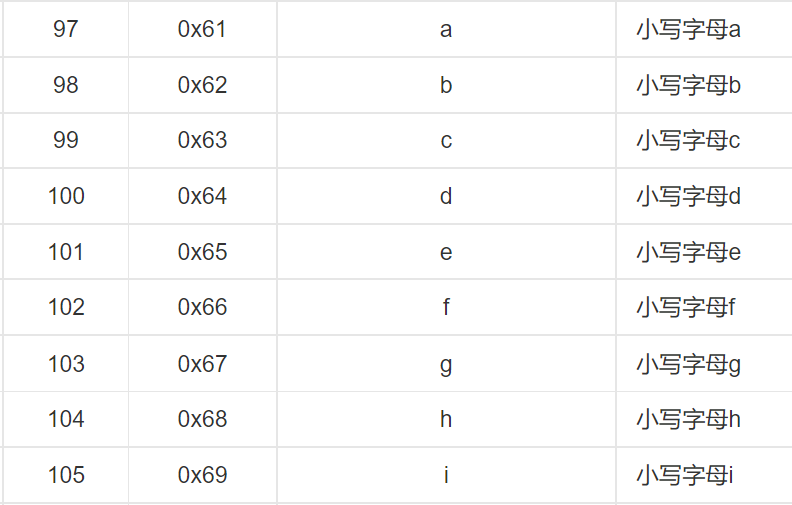 97 0x61 a 小写字母a
98 0x62 b 小写字母b
99 0x63 c 小写字母c
100 0x64 d 小写字母d
101 0x65 e 小写字母e
102 0x66 f 小写字母f
103 0x67 g 小写字母g
104 0x68 h 小写字母h
105 0x69 i 小写字母i